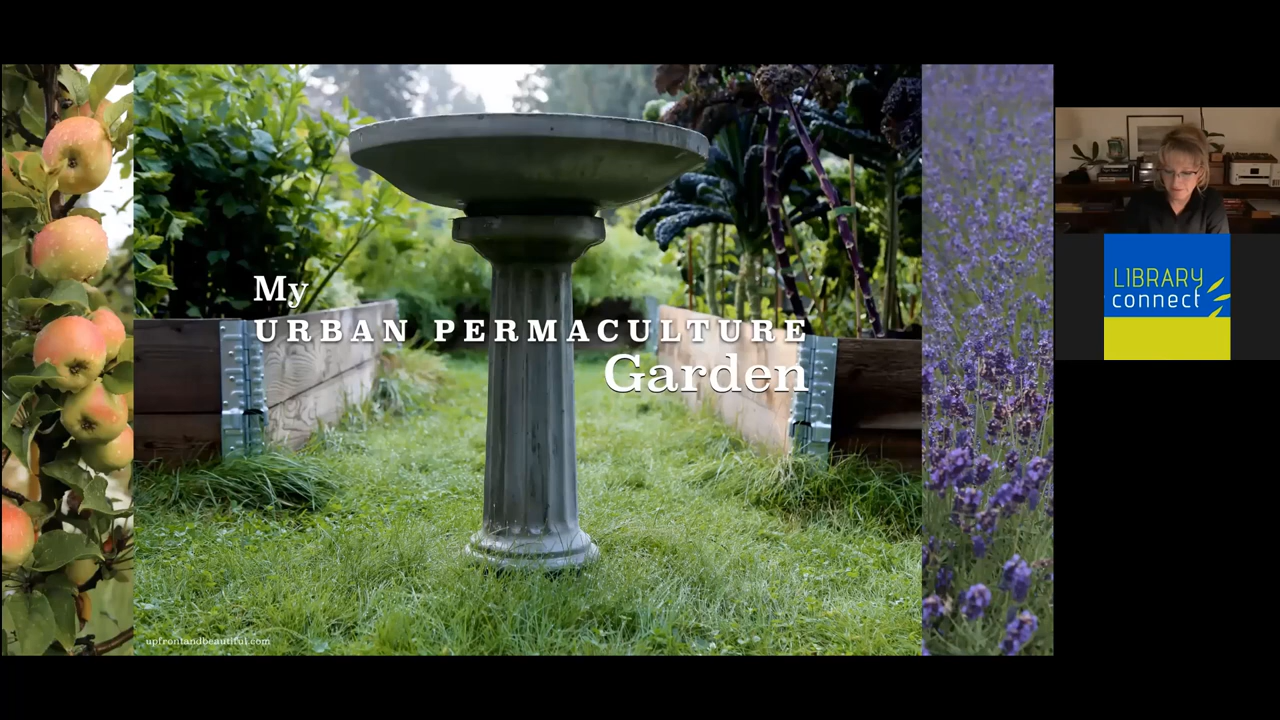 My
URBAN PERMACULTURE
Garden
upfrontandbeautiful.com
LIBRARY
connect